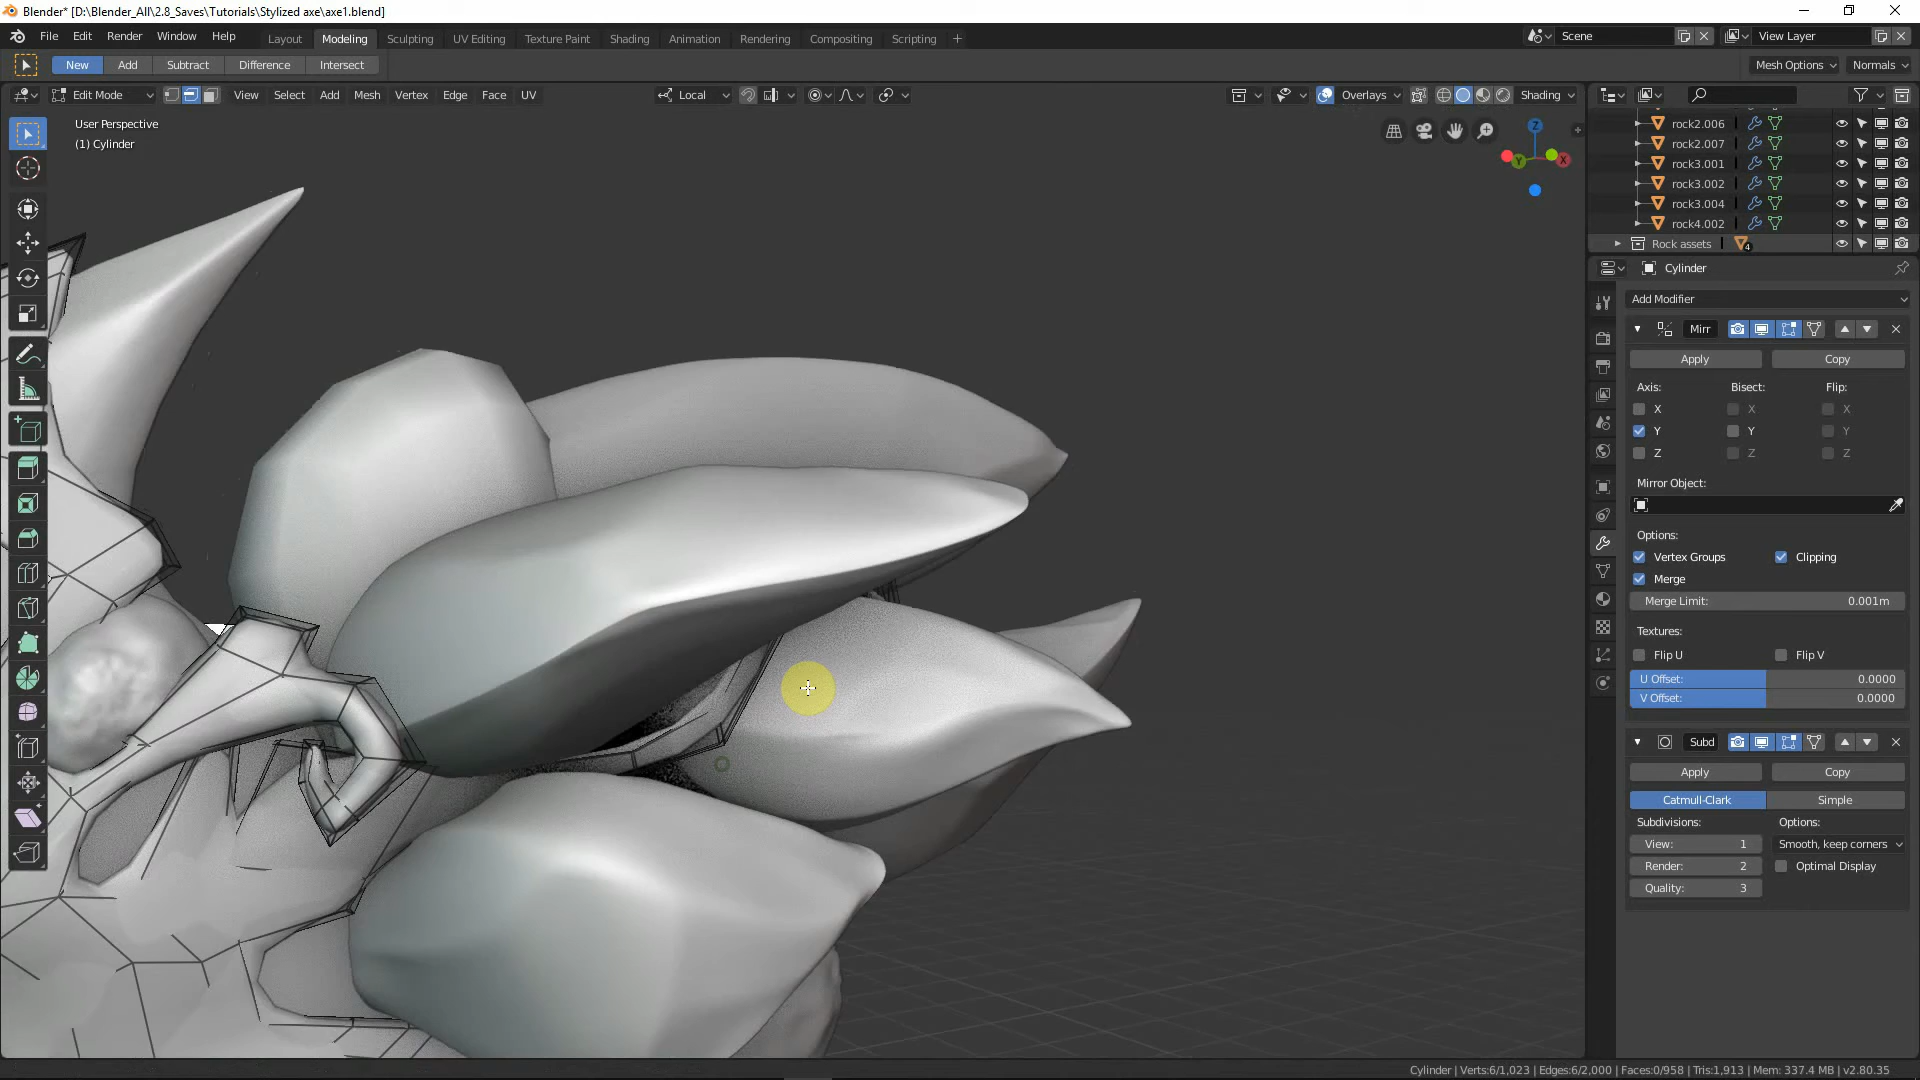 Blender* [D:\Blender_All\2.8_Saves\Tutorials\Stylized axe\axe1.blend]
File Edit Render Window Help Layout Modeling Sculpting UV Editing Texture Paint Shading Animation Rendering Compositing Scripting + Scene View Layer
New Add Subtract Difference Intersect Mesh Options Normals
Edit Mode View Select Add Mesh Vertex Edge Face UV Local Overlays Shading
User Perspective
(1) Cylinder
Z
Y
X
rock2.006
rock2.007
rock3.001
rock3.002
rock3.004
rock4.002
Rock assets 4
Cylinder
Add Modifier
Mirr
Apply Copy
Axis: Bisect: Flip:
X X X
Y Y Y
Z Z Z
Mirror Object:
Options:
Vertex Groups Clipping
Merge
Merge Limit: 0.001m
Textures:
Flip U Flip V
U Offset: 0.0000
V Offset: 0.0000
Subd
Apply Copy
Catmull-Clark Simple
Subdivisions: Options:
View: 1 Smooth, keep corners
Render: 2 Optimal Display
Quality: 3
Cylinder | Verts:6/1,023 | Edges:6/2,000 | Faces:0/958 | Tris:1,913 | Mem: 337.4 MB | v2.80.35